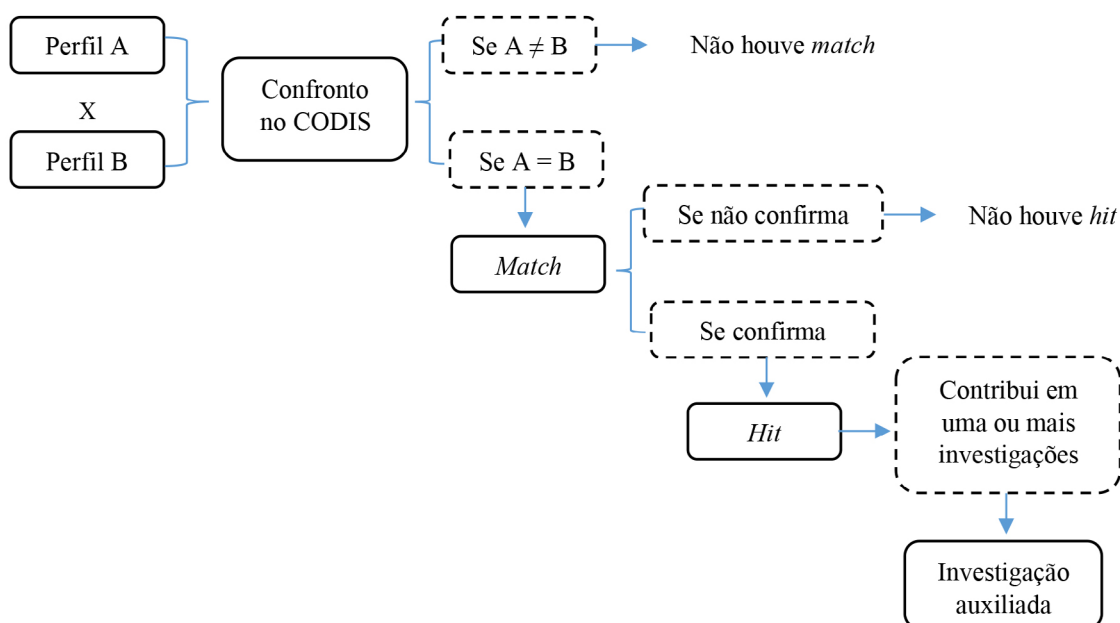 Perfil A
X
Perfil B
Confronto
no CODIS
Se A ≠ B
Não houve match
Se A = B
Match
Se não confirma
Não houve hit
Se confirma
Hit
Contribui em
uma ou mais
investigações
Investigação
auxiliada